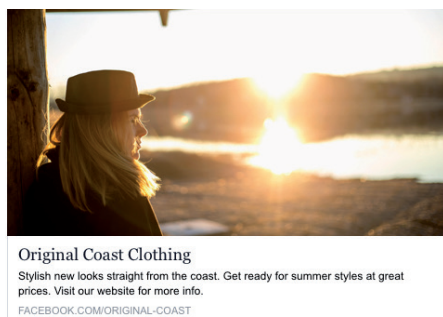 Original Coast Clothing
Stylish new looks straight from the coast. Get ready for summer styles at great
prices. Visit our website for more info.
FACEBOOK.COM/ORIGINAL-COAST